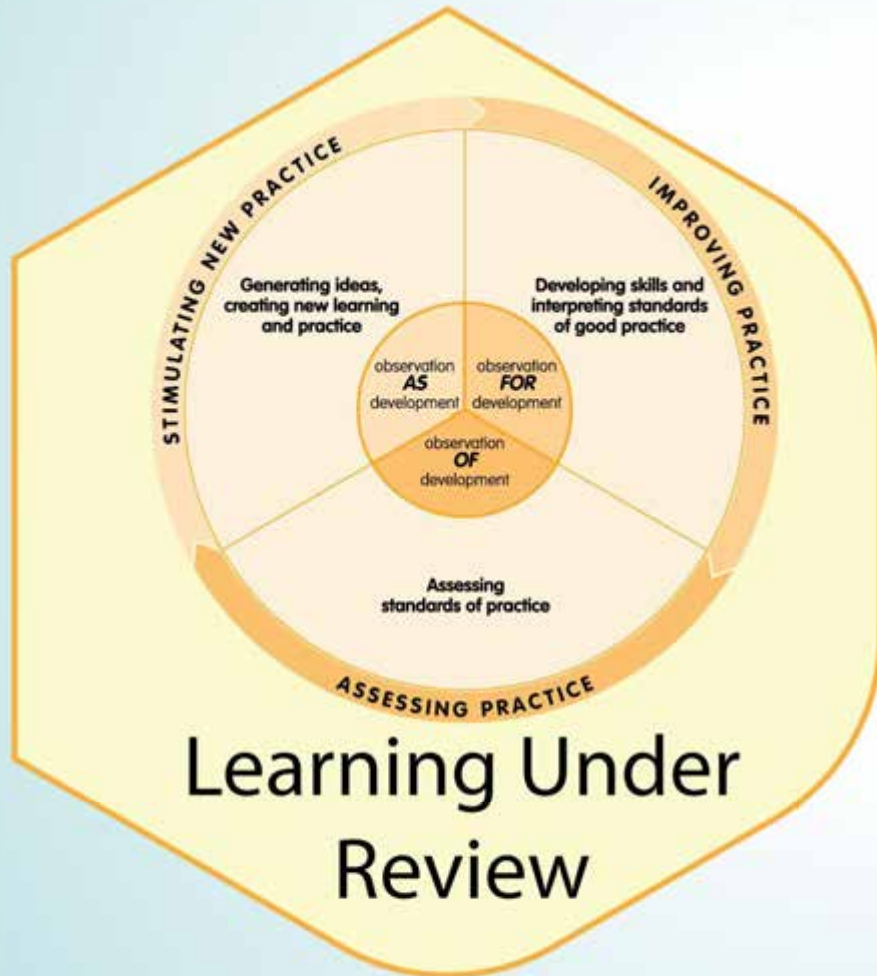 STIMULATING NEW PRACTICE
IMPROVING PRACTICE
Generating ideas,
creating new learning
and practice
Developing skills and
interpreting standards
of good practice
observation
AS
development
observation
FOR
development
observation
OF
development
Assessing
standards of practice
ASSESSING PRACTICE
Learning Under
Review